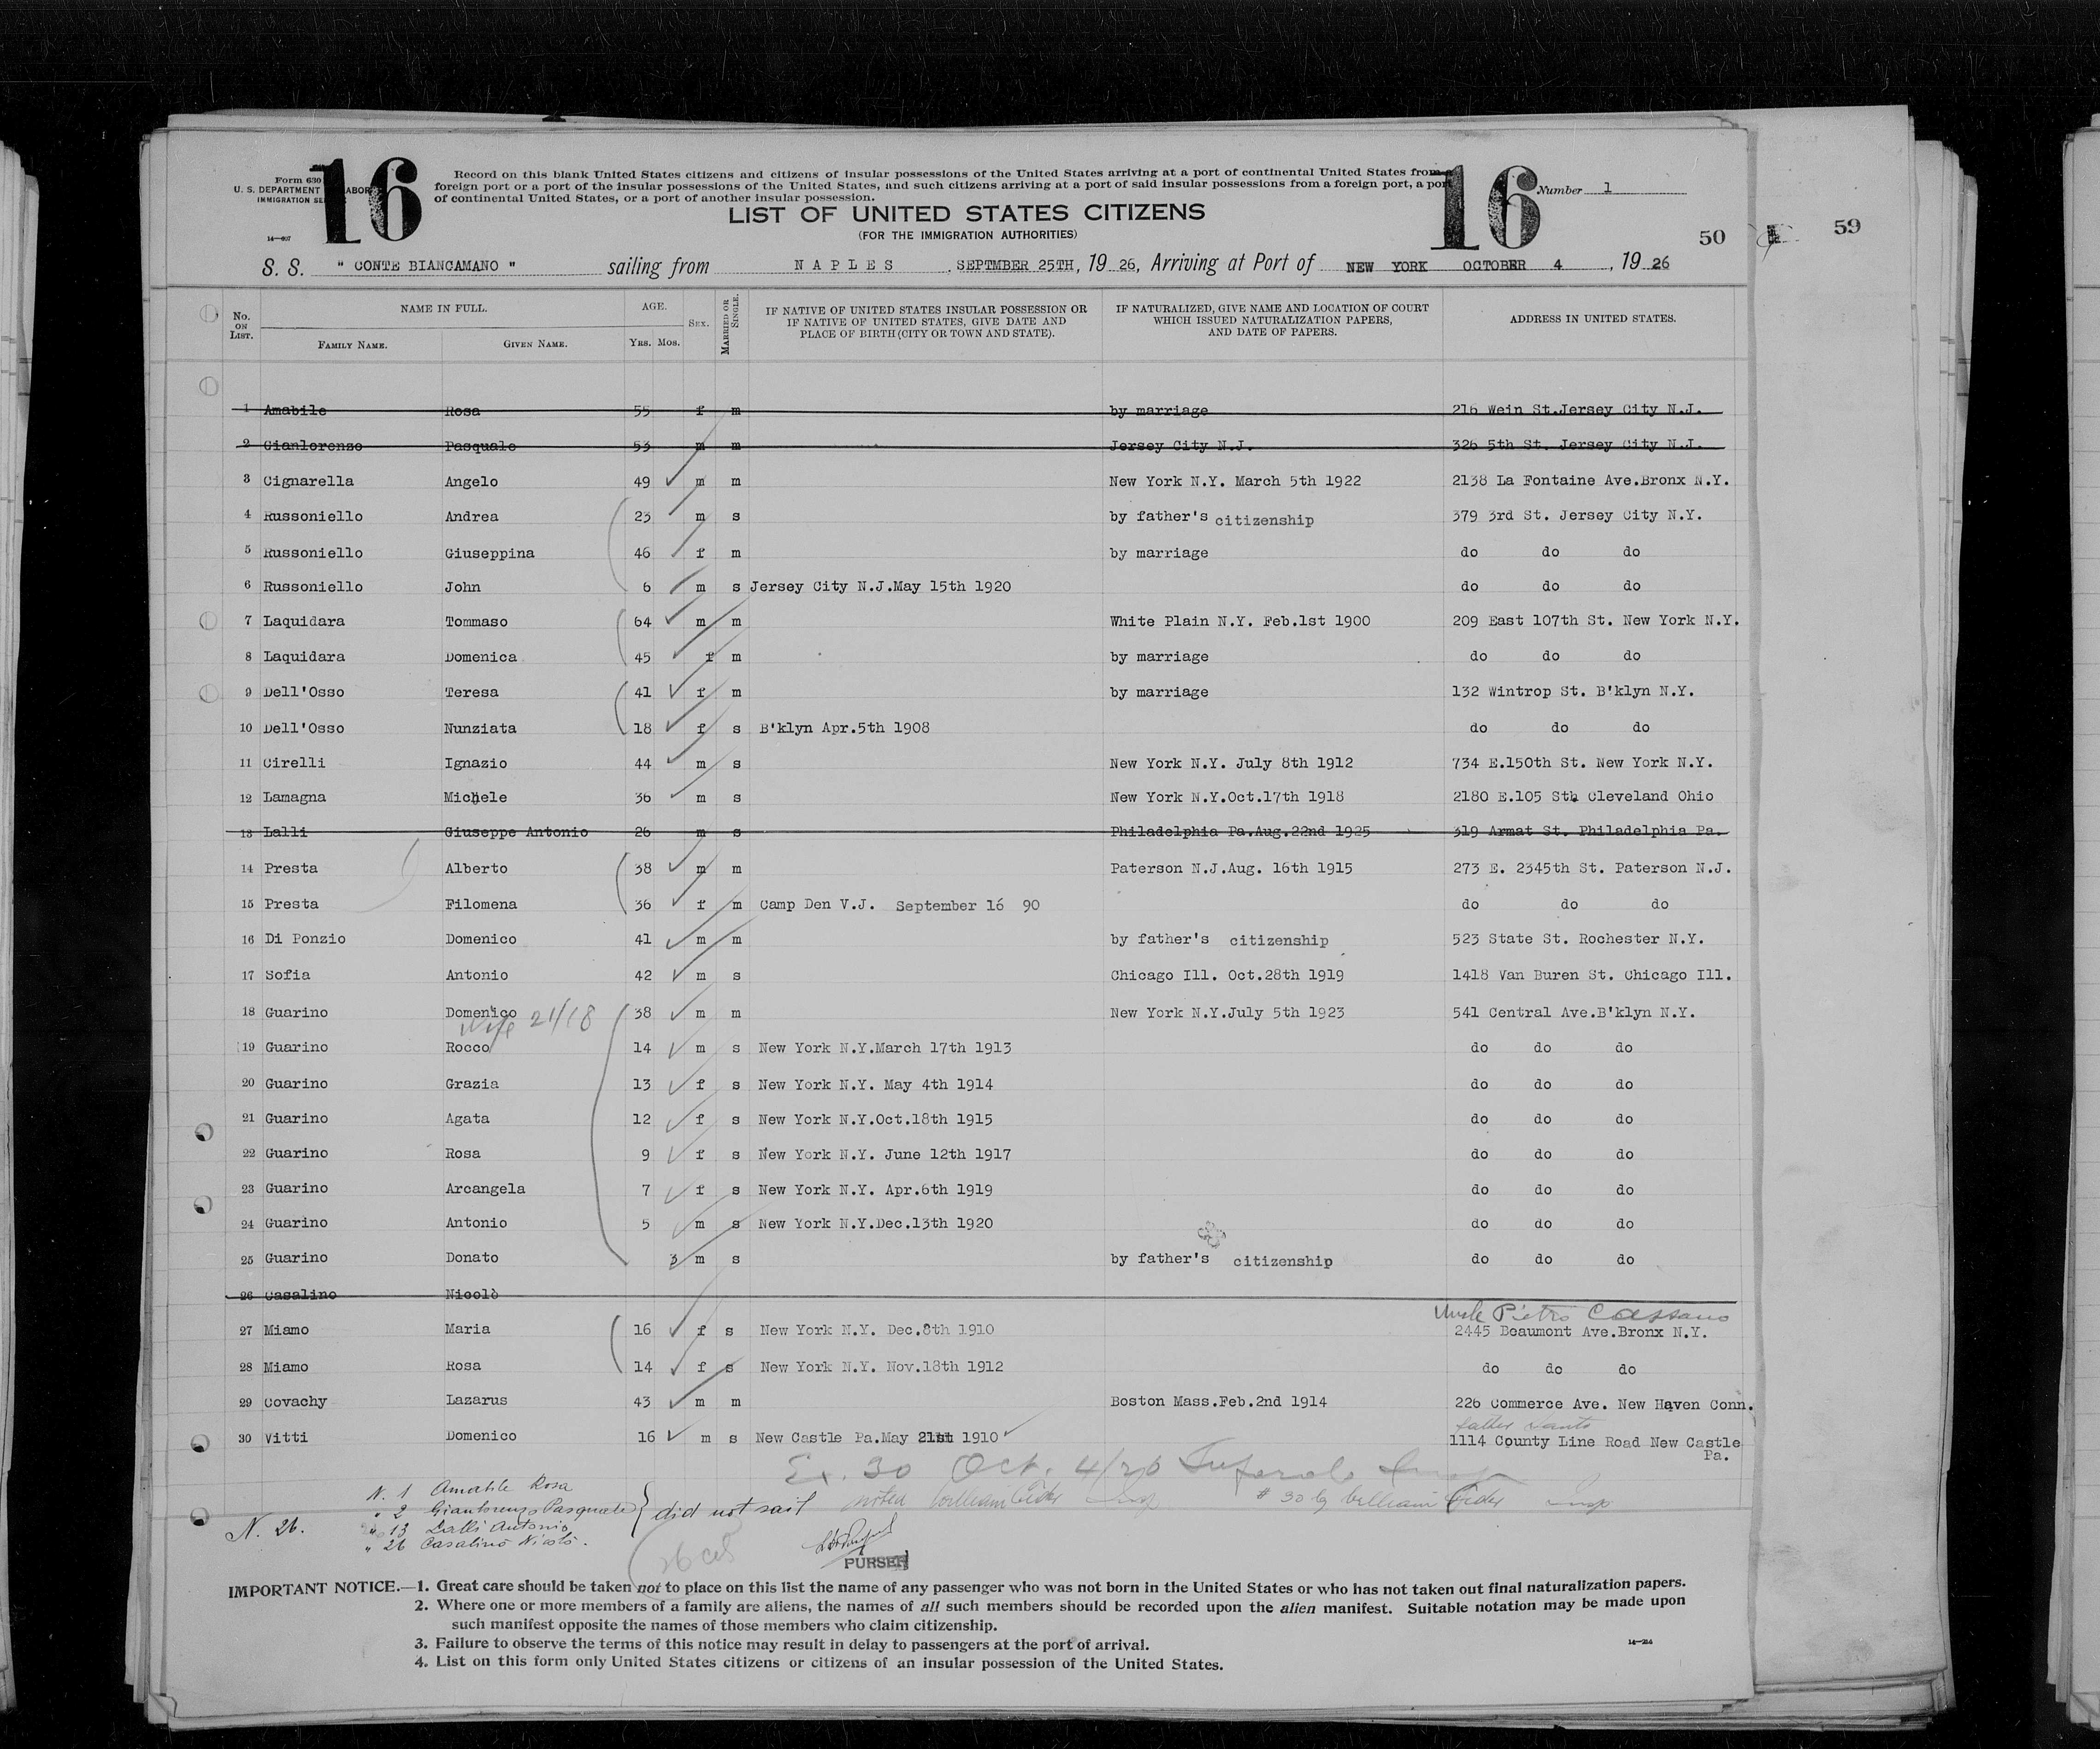 16
16
Form 630
U. S. DEPARTMENT LABOR
IMMIGRATION
14—407
Record on this blank United States citizens and citizens of insular possessions of the United States arriving at a port of continental United States from a
foreign port or a port of the insular possessions of the United States, and such citizens arriving at a port of said insular possessions from a foreign port, a port
of continental United States, or a port of another insular possession.
Number 1
LIST OF UNITED STATES CITIZENS
(FOR THE IMMIGRATION AUTHORITIES)
50
59
S. S. " CONTE BIANCAMANO " sailing from NAPLES, SEPTMBER 25TH, 19 26, Arriving at Port of NEW YORK OCTOBER 4, 19 26
No. ON LIST. NAME IN FULL. AGE. SEX. MARRIED OR SINGLE. IF NATIVE OF UNITED STATES INSULAR POSSESSION OR IF NATIVE OF UNITED STATES, GIVE DATE AND PLACE OF BIRTH (CITY OR TOWN AND STATE). IF NATURALIZED, GIVE NAME AND LOCATION OF COURT WHICH ISSUED NATURALIZATION PAPERS, AND DATE OF PAPERS. ADDRESS IN UNITED STATES.
FAMILY NAME. GIVEN NAME. YRS. MOS.
1 Amabile Rosa 55 f m by marriage 216 Wein St.Jersey City N.J.
2 Gianlorenzo Pasquale 53 m m Jersey City N.J. 326 5th St. Jersey City N.J.
3 Cignarella Angelo 49 m m New York N.Y. March 5th 1922 2138 La Fontaine Ave.Bronx N.Y.
4 Russoniello Andrea 23 m s by father's citizenship 379 3rd St. Jersey City N.Y.
5 Russoniello Giuseppina 46 f m by marriage do do do
6 Russoniello John 6 m s Jersey City N.J.May 15th 1920 do do do
7 Laquidara Tommaso 64 m m White Plain N.Y. Feb.1st 1900 209 East 107th St. New York N.Y.
8 Laquidara Domenica 45 f m by marriage do do do
9 Dell'Osso Teresa 41 f m by marriage 132 Wintrop St. B'klyn N.Y.
10 Dell'Osso Nunziata 18 f s B'klyn Apr.5th 1908 do do do
11 Cirelli Ignazio 44 m s New York N.Y. July 8th 1912 734 E.150th St. New York N.Y.
12 Lamagna Michele 36 m s New York N.Y.Oct.17th 1918 2180 E.105 Sth Cleveland Ohio
13 Lalli Giuseppe Antonio 26 m s Philadelphia Pa.Aug.22nd 1925 319 Armat St. Philadelphia Pa.
14 Presta Alberto 38 m m Paterson N.J.Aug. 16th 1915 273 E. 2345th St. Paterson N.J.
15 Presta Filomena 36 f m Camp Den V.J. September 16 90 do do do
16 Di Ponzio Domenico 41 m m by father's citizenship 523 State St. Rochester N.Y.
17 Sofia Antonio 42 m s Chicago Ill. Oct.28th 1919 1418 Van Buren St. Chicago Ill.
18 Guarino Domenico 38 m m New York N.Y.July 5th 1923 541 Central Ave.B'klyn N.Y.
Wife 21/18
19 Guarino Rocco 14 m s New York N.Y.March 17th 1913 do do do
20 Guarino Grazia 13 f s New York N.Y. May 4th 1914 do do do
21 Guarino Agata 12 f s New York N.Y.Oct.18th 1915 do do do
22 Guarino Rosa 9 f s New York N.Y. June 12th 1917 do do do
23 Guarino Arcangela 7 f s New York N.Y. Apr.6th 1919 do do do
24 Guarino Antonio 5 m s New York N.Y.Dec.13th 1920 do do do
25 Guarino Donato 3 m s by father's citizenship do do do
26 Casalino Nicolò
Uncle Pietro Cassano
27 Miamo Maria 16 f s New York N.Y. Dec.8th 1910 2445 Beaumont Ave.Bronx N.Y.
28 Miamo Rosa 14 f s New York N.Y. Nov.18th 1912 do do do
29 Covachy Lazarus 43 m m Boston Mass.Feb.2nd 1914 226 Commerce Ave. New Haven Conn.
father Santo
30 Vitti Domenico 16 m s New Castle Pa.May 21st 1910 1114 County Line Road New Castle
Pa.
Ex. 30 Oct. 4/26
N. 1 Amabile Rosa
" 2 Gianlorenzo Pasquale
" 13 Lalli Antonio
" 26 Casalino Nicolò.
did not sail noted # 30 by
N. 26.
PURSER
IMPORTANT NOTICE.—1. Great care should be taken not to place on this list the name of any passenger who was not born in the United States or who has not taken out final naturalization papers.
2. Where one or more members of a family are aliens, the names of all such members should be recorded upon the alien manifest. Suitable notation may be made upon
such manifest opposite the names of those members who claim citizenship.
3. Failure to observe the terms of this notice may result in delay to passengers at the port of arrival.
4. List on this form only United States citizens or citizens of an insular possession of the United States.